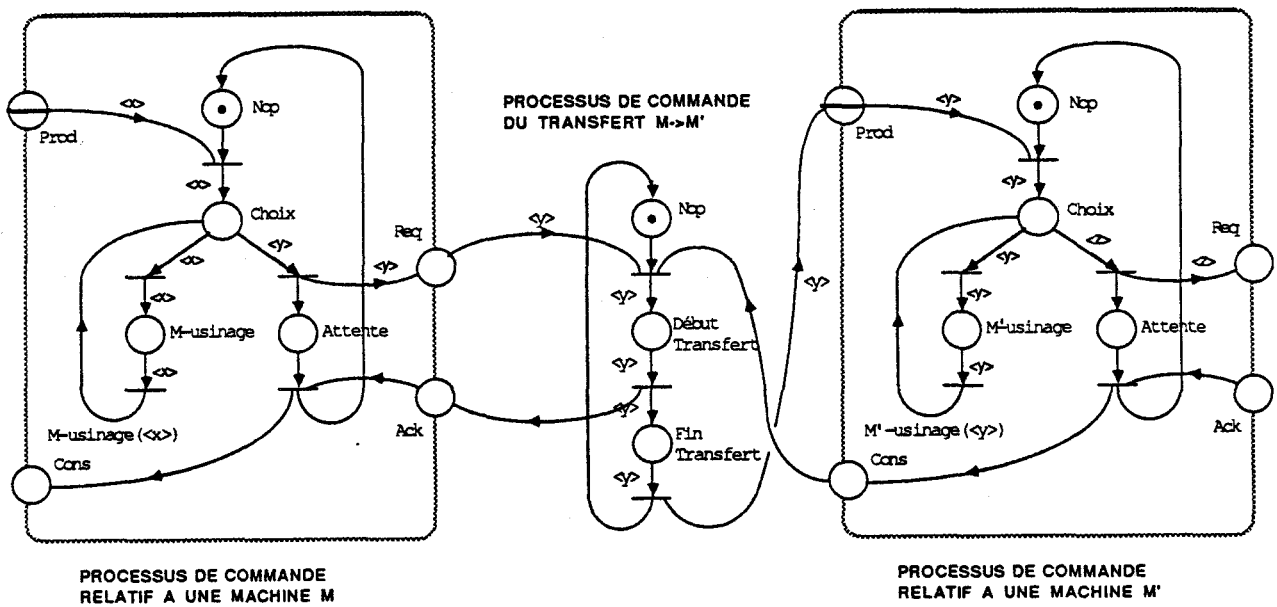 <x>
Nop
Prod
<x>
Choix
<x>
<y>
<y>
Req
<x>
M-usinage
Attente
<x>
M-usinage(<x>)
Ack
Cons
PROCESSUS DE COMMANDE
RELATIF A UNE MACHINE M
PROCESSUS DE COMMANDE
DU TRANSFERT M->M'
Nop
<y>
<y>
Début
Transfert
<y>
<y>
Fin
Transfert
<y>
<y>
<y>
Nop
Prod
<y>
Choix
<y>
<z>
<z>
Req
<y>
M'-usinage
Attente
<y>
M'-usinage(<y>)
Ack
Cons
PROCESSUS DE COMMANDE
RELATIF A UNE MACHINE M'